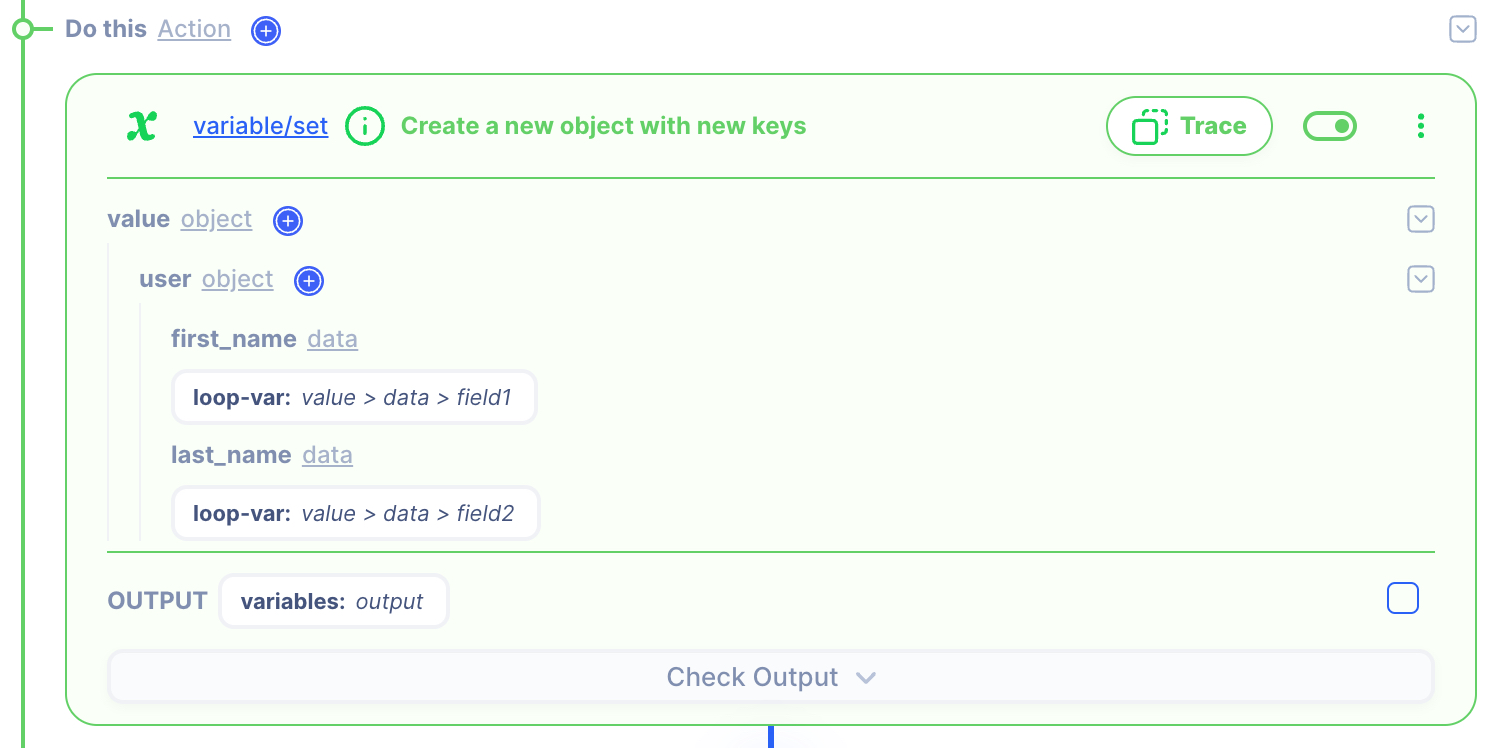 Do this Action
variable/set Create a new object with new keys Trace
value object
user object
first_name data
loop-var: value > data > field1
last_name data
loop-var: value > data > field2
OUTPUT variables: output
Check Output